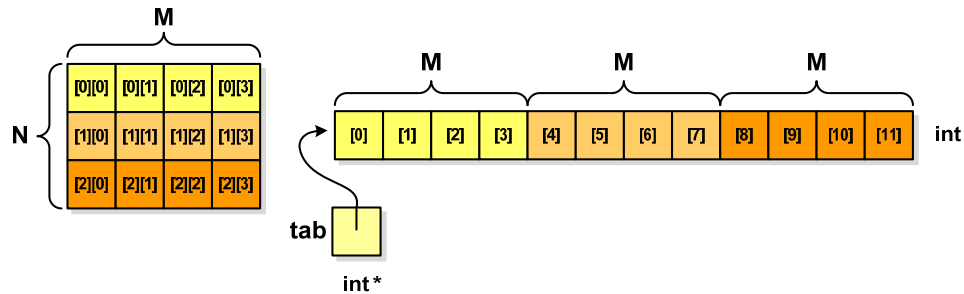 M
N
[0][0] [0][1] [0][2] [0][3]
[1][0] [1][1] [1][2] [1][3]
[2][0] [2][1] [2][2] [2][3]
M M M
[0] [1] [2] [3] [4] [5] [6] [7] [8] [9] [10] [11] int
tab
int *